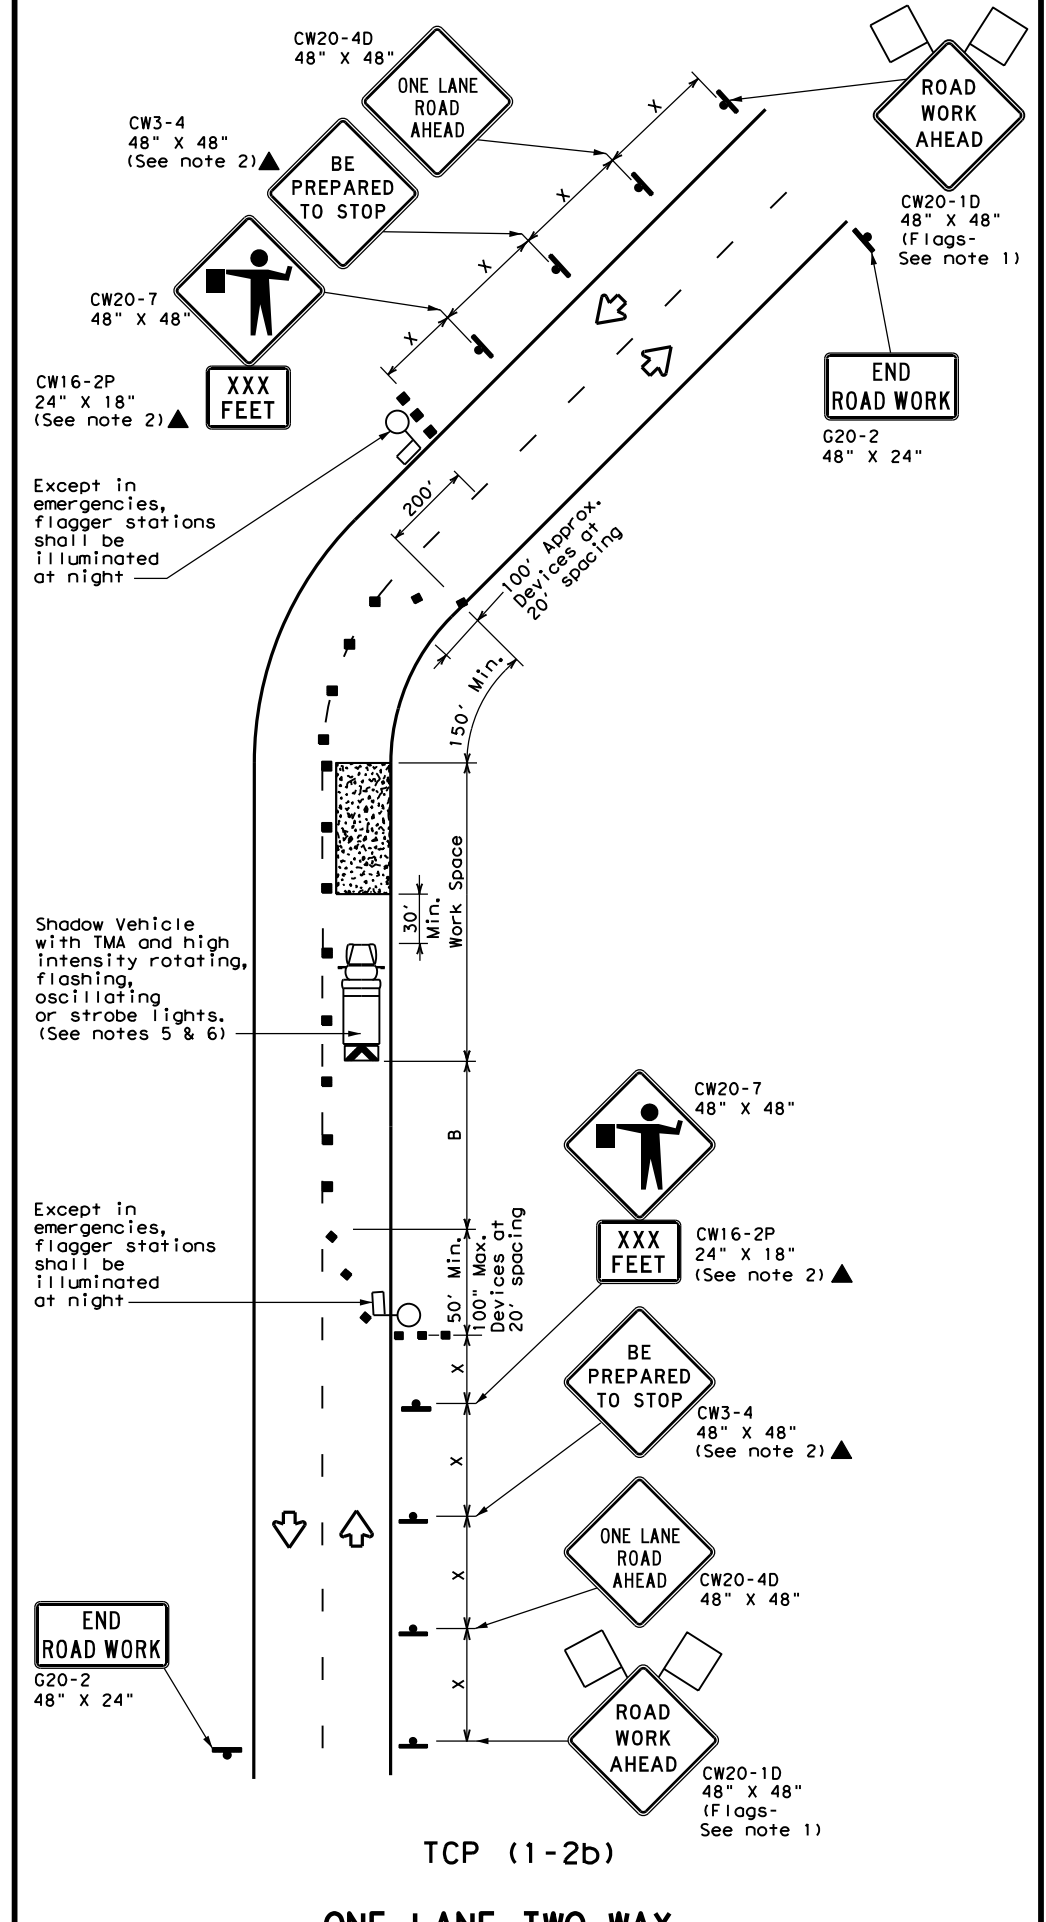 CW20-4D
48" X 48"
ONE LANE
ROAD
AHEAD
ROAD
WORK
AHEAD
CW20-1D
48" X 48"
(Flags-
See note 1)
CW3-4
48" X 48"
(See note 2)
BE
PREPARED
TO STOP
X
X
X
X
CW20-7
48" X 48"
CW16-2P
24" X 18"
(See note 2)
XXX
FEET
END
ROAD WORK
G20-2
48" X 24"
Except in
emergencies,
flagger stations
shall be
illuminated
at night
200'
100' Approx.
Devices at
20' spacing
150' Min.
Work Space
30'
Min.
Shadow Vehicle
with TMA and high
intensity rotating,
flashing,
oscillating
or strobe lights.
(See notes 5 & 6)
B
CW20-7
48" X 48"
XXX
FEET
CW16-2P
24" X 18"
(See note 2)
Except in
emergencies,
flagger stations
shall be
illuminated
at night
50' Min.
100" Max.
Devices at
20' spacing
X
BE
PREPARED
TO STOP
CW3-4
48" X 48"
(See note 2)
X
ONE LANE
ROAD
AHEAD
CW20-4D
48" X 48"
X
END
ROAD WORK
G20-2
48" X 24"
X
ROAD
WORK
AHEAD
CW20-1D
48" X 48"
(Flags-
See note 1)
TCP (1-2b)
ONE LANE TWO WAY